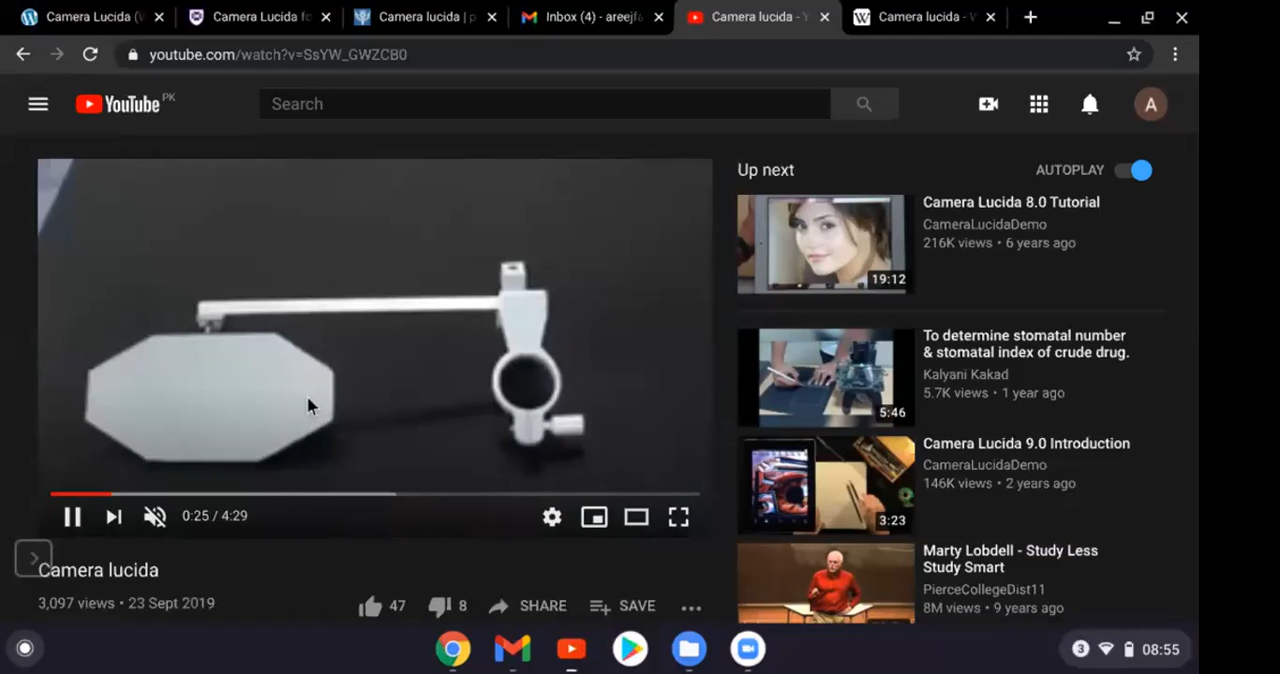 Camera Lucida (
Camera Lucida fo
Camera lucida | p
Inbox (4) - areejfa
Camera lucida - Y
Camera lucida - W
youtube.com/watch?v=SsYW_GWZCB0
YouTube PK
Search
A
Up next
AUTOPLAY
Camera Lucida 8.0 Tutorial
CameraLucidaDemo
216K views • 6 years ago
19:12
To determine stomatal number
& stomatal index of crude drug.
Kalyani Kakad
5.7K views • 1 year ago
5:46
Camera Lucida 9.0 Introduction
CameraLucidaDemo
146K views • 2 years ago
3:23
Marty Lobdell - Study Less
Study Smart
PierceCollegeDist11
8M views • 9 years ago
0:25 / 4:29
Camera lucida
3,097 views • 23 Sept 2019
47
8
SHARE
SAVE
3
08:55